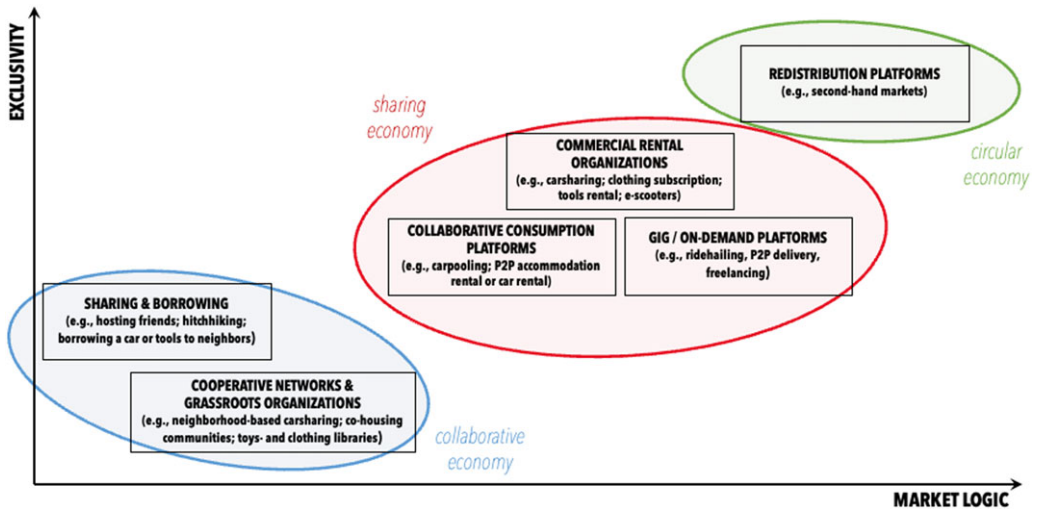 EXCLUSIVITY
REDISTRIBUTION PLATFORMS
(e.g., second-hand markets)
circular
economy
sharing
economy
COMMERCIAL RENTAL
ORGANIZATIONS
(e.g., carsharing; clothing subscription;
tools rental; e-scooters)
COLLABORATIVE CONSUMPTION
PLATFORMS
(e.g., carpooling; P2P accommodation
rental or car rental)
GIG / ON-DEMAND PLAFTORMS
(e.g., ridehailing, P2P delivery,
freelancing)
SHARING & BORROWING
(e.g., hosting friends; hitchhiking;
borrowing a car or tools to neighbors)
COOPERATIVE NETWORKS &
GRASSROOTS ORGANIZATIONS
(e.g., neighborhood-based carsharing; co-housing
communities; toys- and clothing libraries)
collaborative
economy
MARKET LOGIC